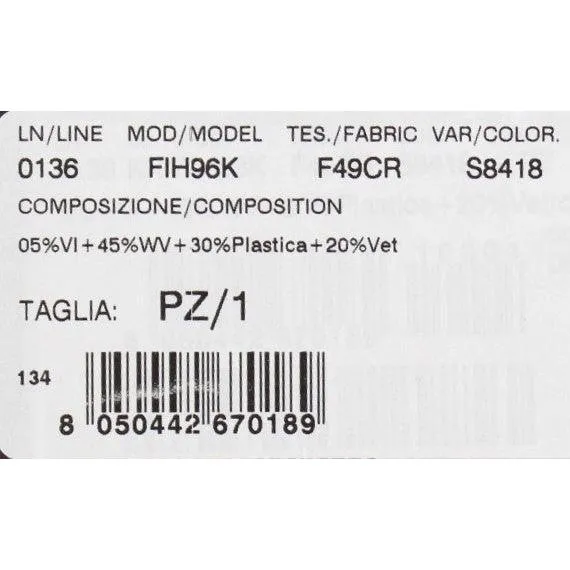 LN/LINE MOD/MODEL TES./FABRIC VAR/COLOR.
0136 FIH96K F49CR S8418
COMPOSIZIONE/COMPOSITION
05%VI+45%WV+30%Plastica+20%Vet
TAGLIA: PZ/1
134
8 050442 670189